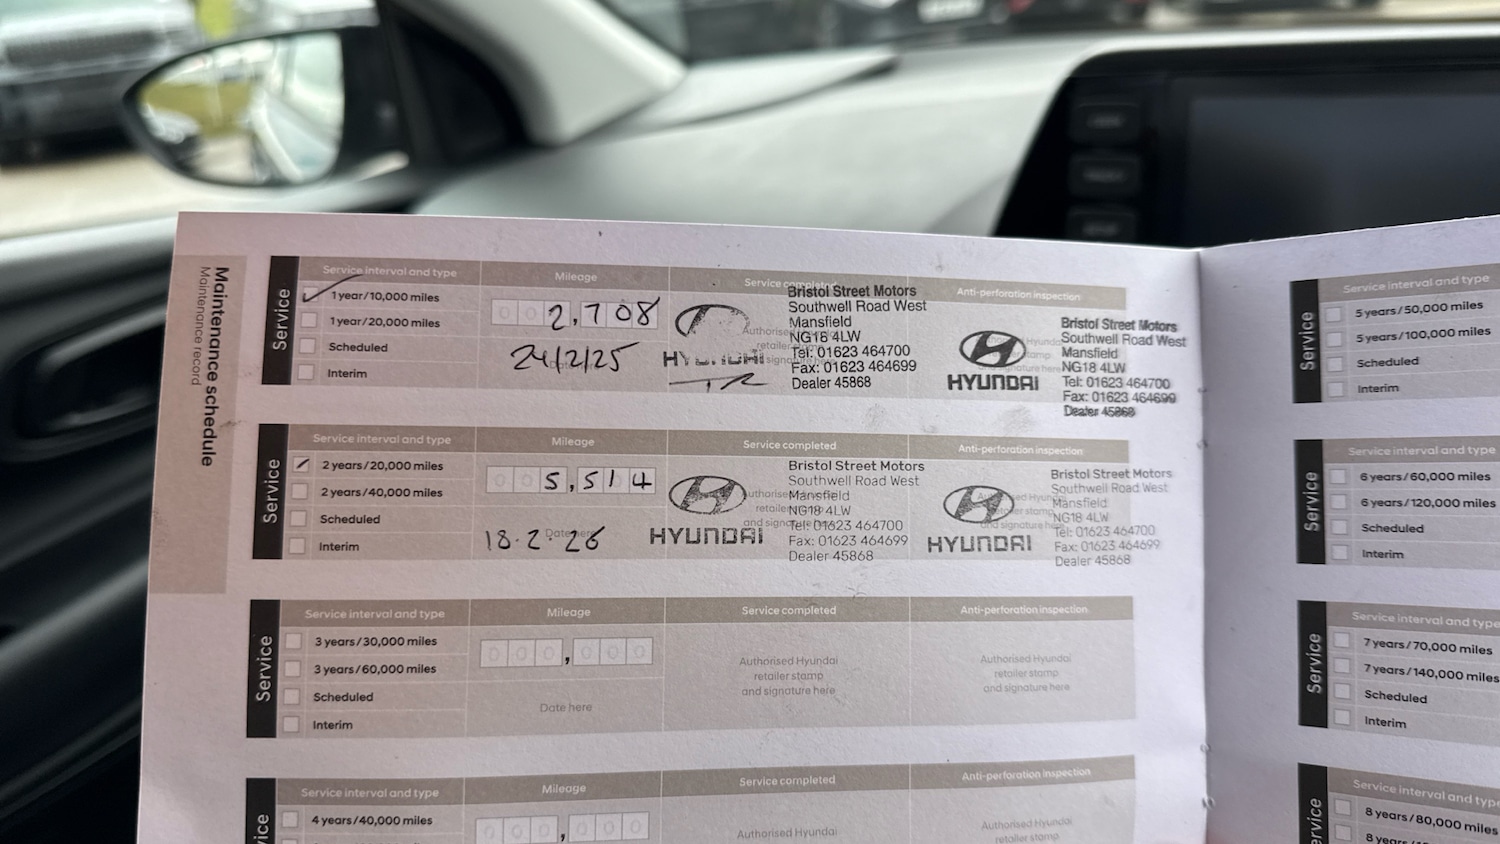 Maintenance schedule
Maintenance record
Service
Service interval and type
Mileage
Service completed
Anti-perforation inspection
1 year/10,000 miles
1 year/20,000 miles
Scheduled
Interim
2,708
24/2/25
HYUNDAI
Bristol Street Motors
Southwell Road West
Mansfield
NG18 4LW
Tel: 01623 464700
Fax: 01623 464699
Dealer 45868
HYUNDAI
Bristol Street Motors
Southwell Road West
Mansfield
NG18 4LW
Tel: 01623 464700
Fax: 01623 464699
Dealer 45868
Service
Service interval and type
Mileage
Service completed
Anti-perforation inspection
2 years/20,000 miles
2 years/40,000 miles
Scheduled
Interim
0 0 5,514
Date here
18.2.26
HYUNDAI
Bristol Street Motors
Southwell Road West
Mansfield
NG18 4LW
Tel: 01623 464700
Fax: 01623 464699
Dealer 45868
HYUNDAI
Bristol Street Motors
Southwell Road West
Mansfield
NG18 4LW
Tel: 01623 464700
Fax: 01623 464699
Dealer 45868
Service
Service interval and type
Mileage
Service completed
Anti-perforation inspection
3 years/30,000 miles
3 years/60,000 miles
Scheduled
Interim
000,000
Date here
Authorised Hyundai
retailer stamp
and signature here
Authorised Hyundai
retailer stamp
and signature here
Service interval and type
Mileage
Service completed
Anti-perforation inspection
4 years/40,000 miles
000,000
Authorised Hyundai
Authorised Hyundai
retailer stamp
Service
Service interval and type
5 years/50,000 miles
5 years/100,000 miles
Scheduled
Interim
Service
Service interval and type
6 years/60,000 miles
6 years/120,000 miles
Scheduled
Interim
Service
Service interval and type
7 years/70,000 miles
7 years/140,000 miles
Scheduled
Interim
Service interval and type
8 years/80,000 miles
8 years/